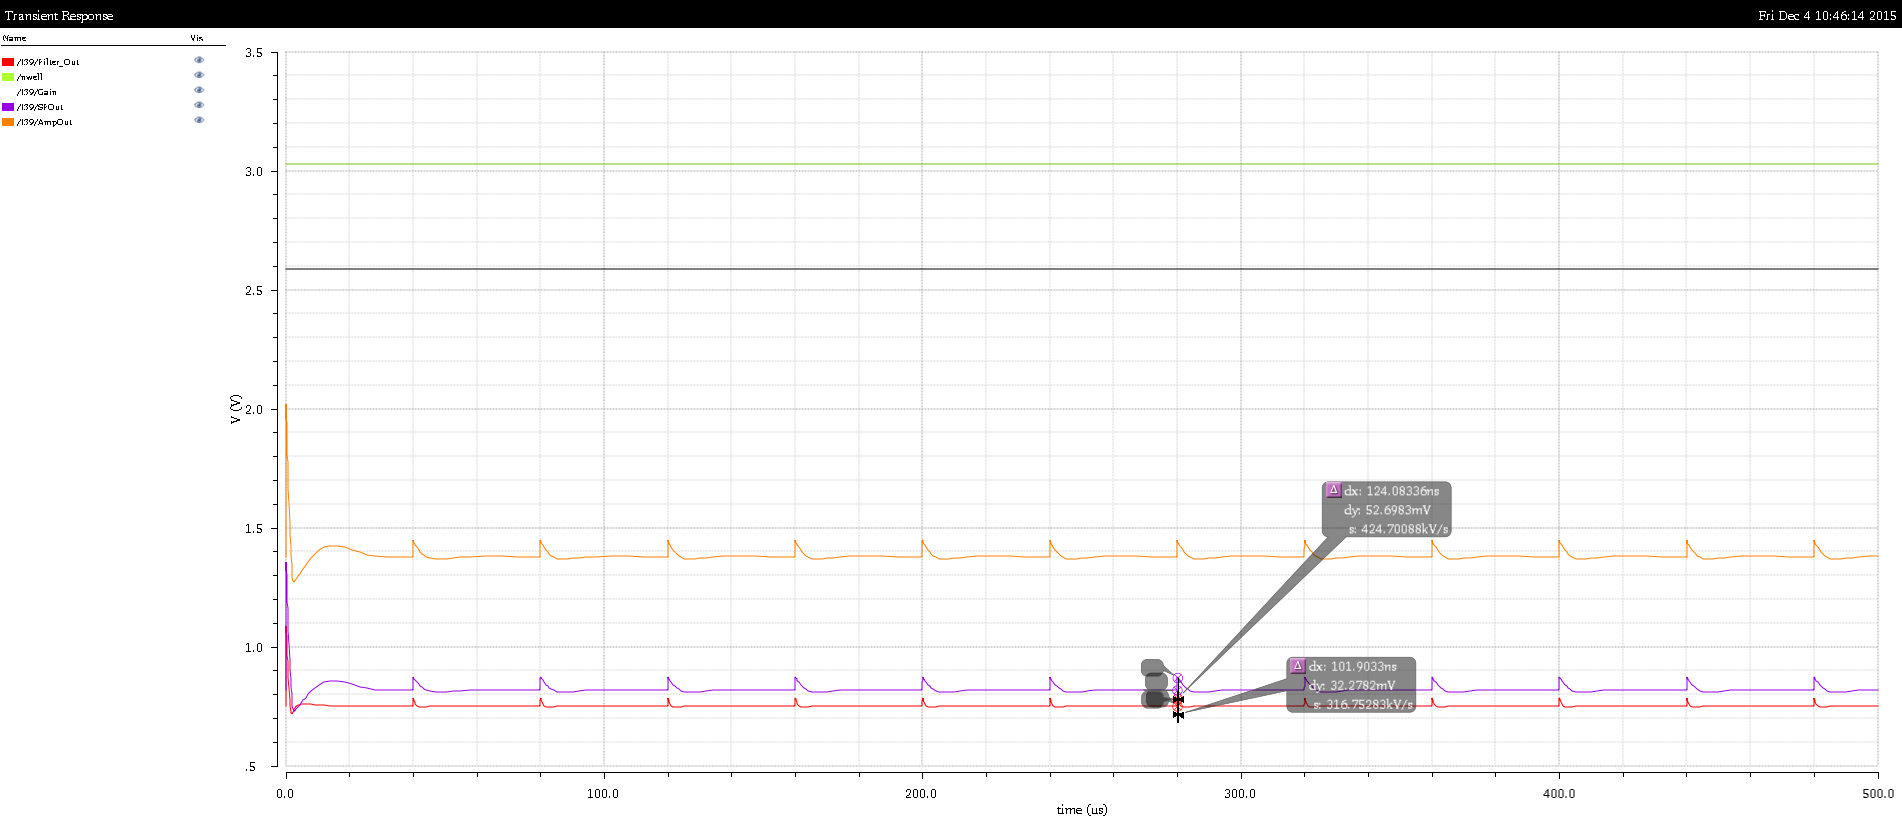 Transient Response
Fri Dec 4 10:46:14 2015
Name Vis
/I39/Filter_Out
/nwell
/I39/Gain
/I39/SFOut
/I39/AmpOut
3.5
3.0
2.5
2.0
1.5
1.0
.5
V (V)
dx: 124.08336ns
dy: 52.6983mV
s: 424.70088kV/s
dx: 101.9033ns
dy: 32.2782mV
s: 316.75283kV/s
0.0 100.0 200.0 300.0 400.0 500.0
time (us)